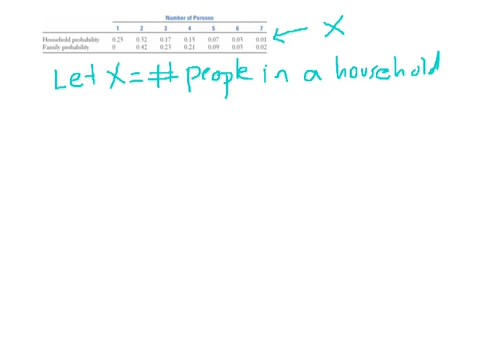 Number of Persons
1 2 3 4 5 6 7
Household probability 0.25 0.32 0.17 0.15 0.07 0.03 0.01
Family probability 0 0.42 0.23 0.21 0.09 0.03 0.02
X
Let X = # people in a household